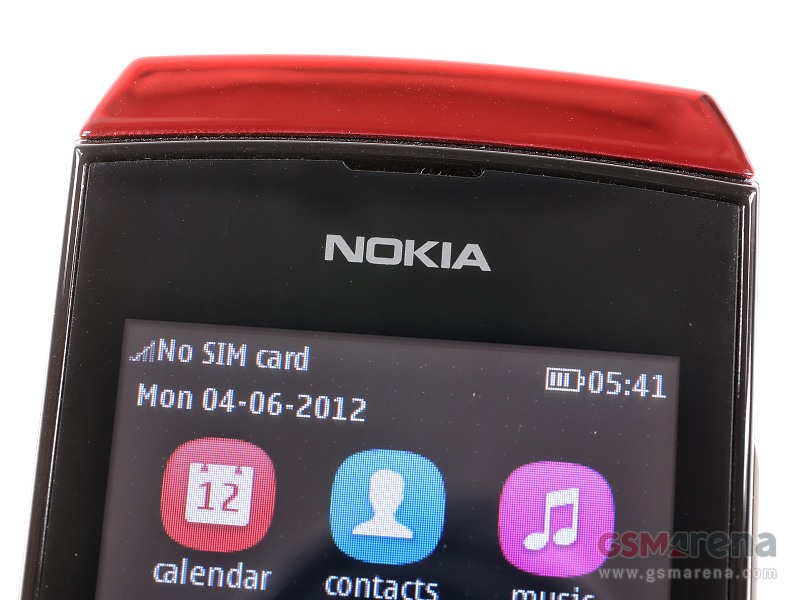 NOKIA
No SIM card
05:41
Mon 04-06-2012
12
calendar
contacts
music
GSMarena
www.gsmarena.com